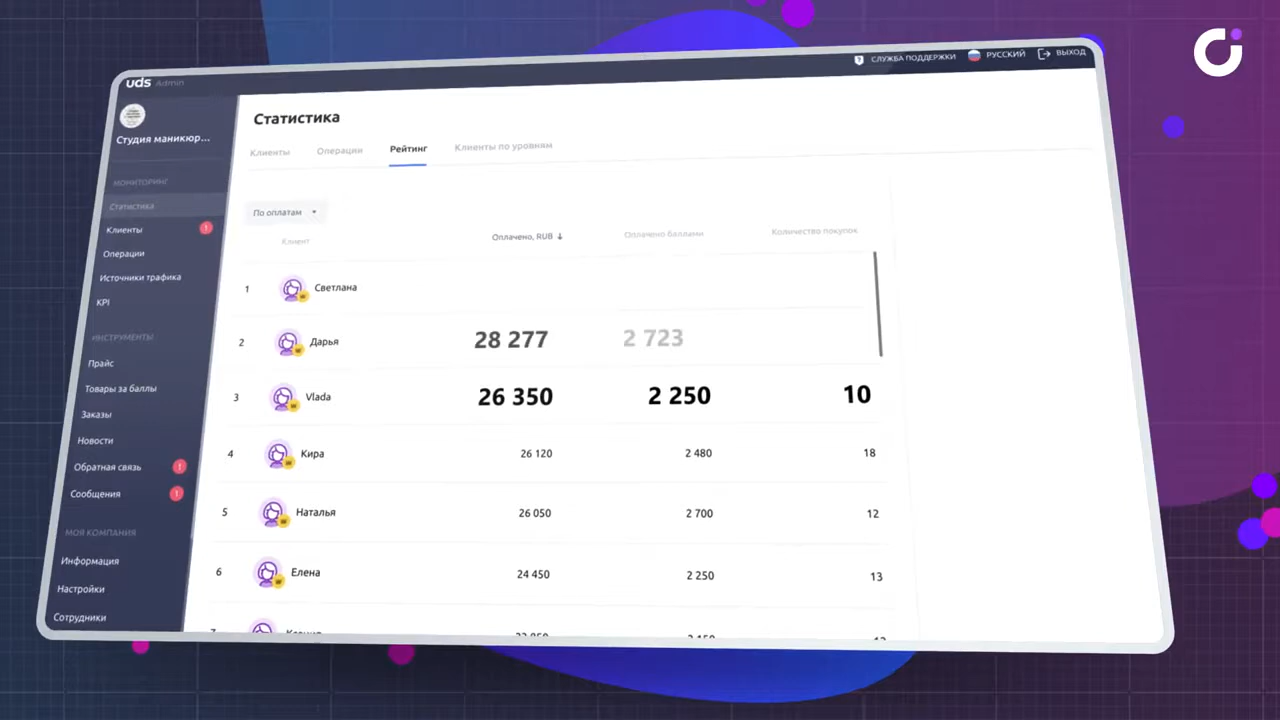 uds Admin
СЛУЖБА ПОДДЕРЖКИ
РУССКИЙ
ВЫХОД
Студия маникюр...
МОНИТОРИНГ
Статистика
Клиенты
Операции
Источники трафика
KPI
ИНСТРУМЕНТЫ
Прайс
Товары за баллы
Заказы
Новости
Обратная связь
Сообщения
МОЯ КОМПАНИЯ
Информация
Настройки
Сотрудники
Статистика
Клиенты Операции Рейтинг Клиенты по уровням
По оплатам
Клиент Оплачено, RUB ↓ Оплачено баллами Количество покупок
1 Светлана
2 Дарья 28 277 2 723
3 Vlada 26 350 2 250 10
4 Кира 26 120 2 480 18
5 Наталья 26 050 2 700 12
6 Елена 24 450 2 250 13